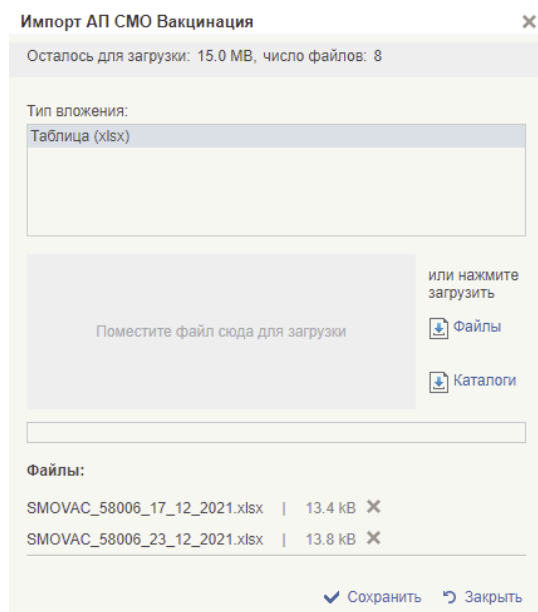 Импорт АП СМО Вакцинация
Осталось для загрузки: 15.0 MB, число файлов: 8
Тип вложения:
Таблица (xlsx)
Поместите файл сюда для загрузки
или нажмите
загрузить
Файлы
Каталоги
Файлы:
SMOVAC_58006_17_12_2021.xlsx | 13.4 kB
SMOVAC_58006_23_12_2021.xlsx | 13.8 kB
Сохранить Закрыть